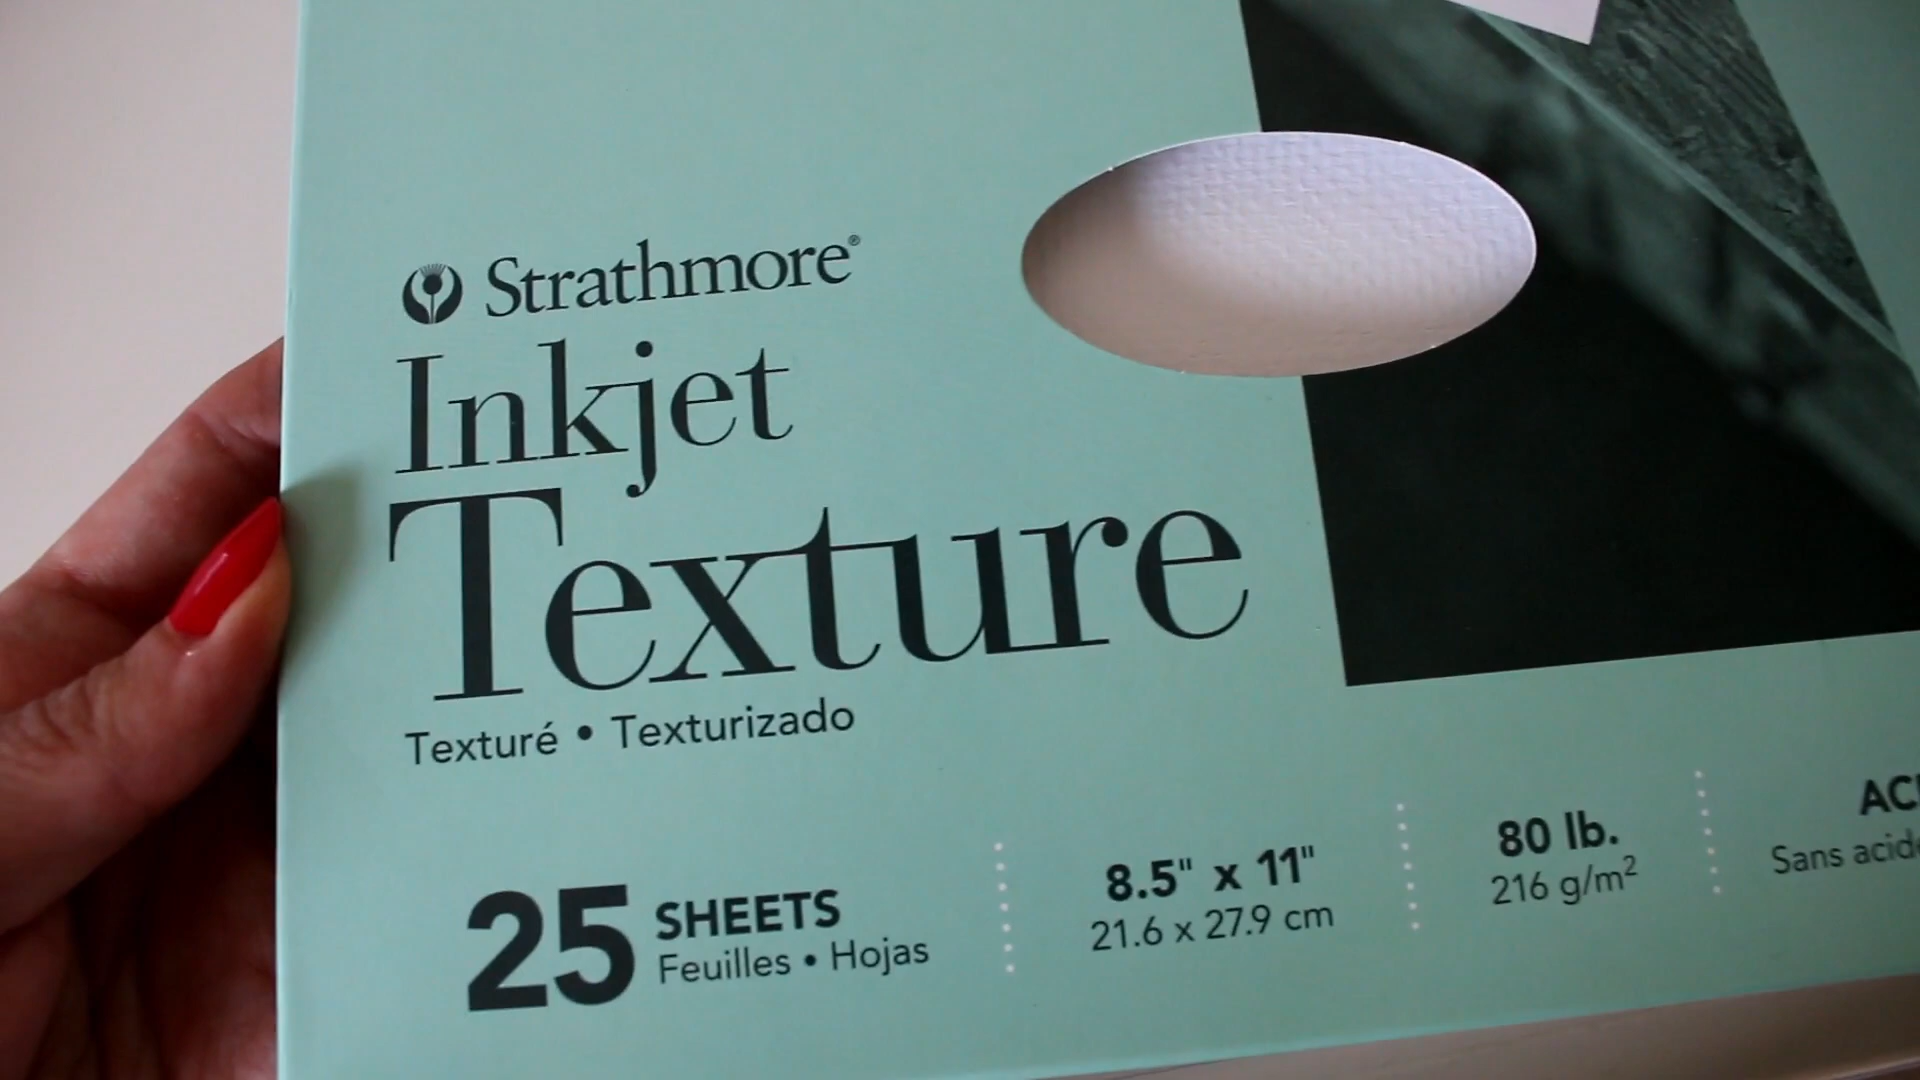 Strathmore®
Inkjet
Texture
Texturé • Texturizado
25 SHEETS
Feuilles • Hojas
8.5" x 11"
21.6 x 27.9 cm
80 lb.
216 g/m²
Sans